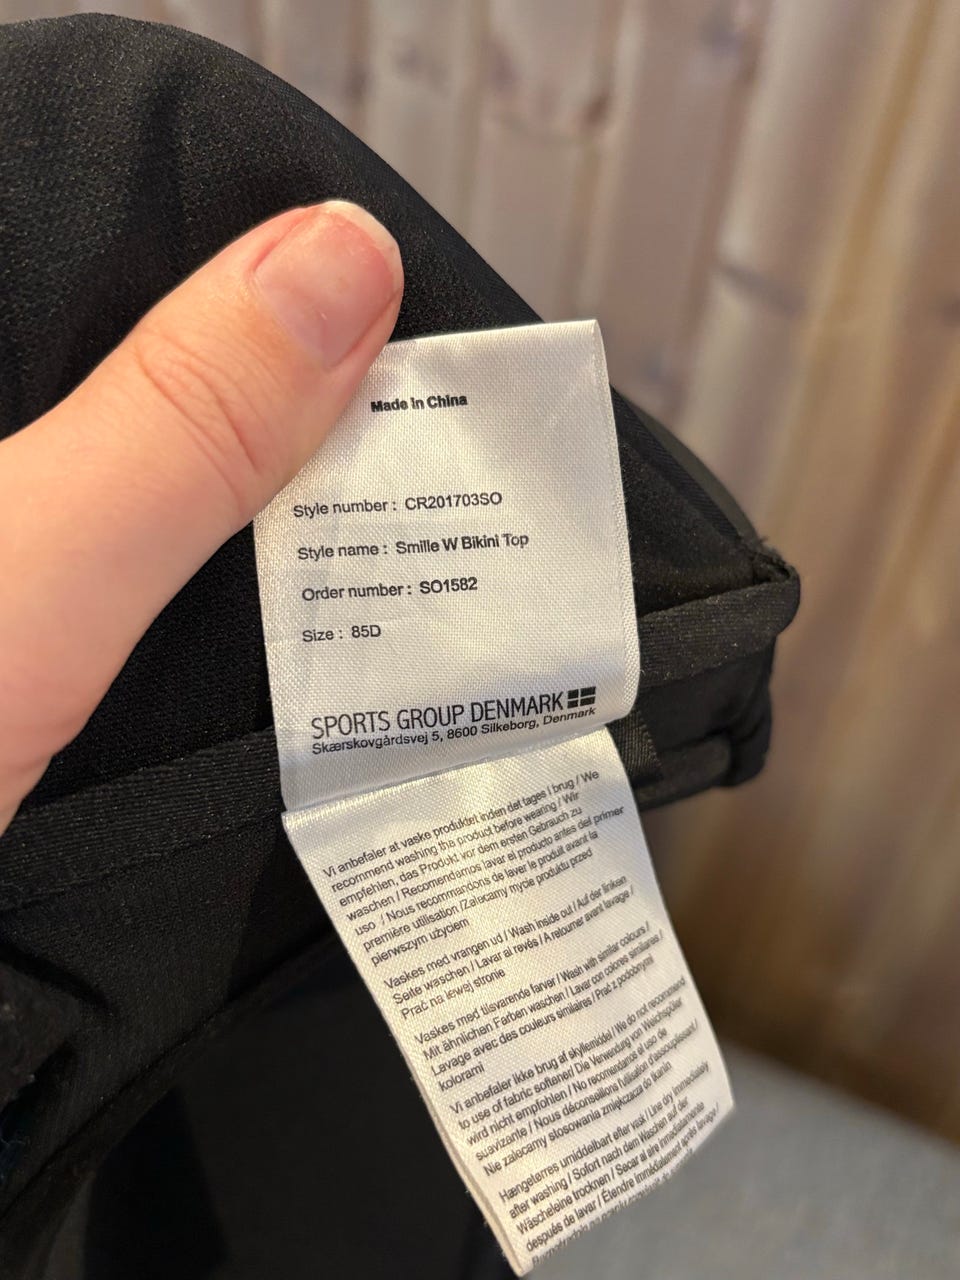 Made in China
Style number : CR201703SO
Style name : Smille W Bikini Top
Order number : SO1582
Size : 85D
SPORTS GROUP DENMARK
Skærskovgårdsvej 5, 8600 Silkeborg, Denmark
Vi anbefaler at vaske produktet inden det tages i brug / We
recommend washing the product before wearing / Wir
empfehlen, das Produkt vor dem ersten Gebrauch zu
waschen / Recomendamos lavar el producto antes del primer
uso / Nous recommandons de laver le produit avant la
première utilisation /Zalecamy mycie produktu przed
pierwszym użyciem
Vaskes med vrangen ud / Wash inside out / Auf der linken
Seite waschen / Lavar al revés / A retourner avant lavage /
Prać na lewej stronie
Vaskes med tilsvarende farver / Wash with similar colours /
Mit ähnlichen Farben waschen / Lavar con colores similares /
Lavage avec des couleurs similaires / Prać z podobnymi
kolorami
Vi anbefaler ikke brug af skyllemiddel / We do not recommend
to use of fabric softener/ Die Verwendung von Weichspüler
wird nicht empfohlen / No recomendamos el uso de
suavizante / Nous déconseillons l'utilisation d'assouplissant /
Nie zalecamy stosowania zmiękczacza do tkanin
Hængetørres umiddelbart efter vask / Line dry immediately
after washing / Sofort nach dem Waschen auf der
Wäscheleine trocknen / Secar al aire inmediatamente
después de lavar / Étendre immédiatement après lavage /